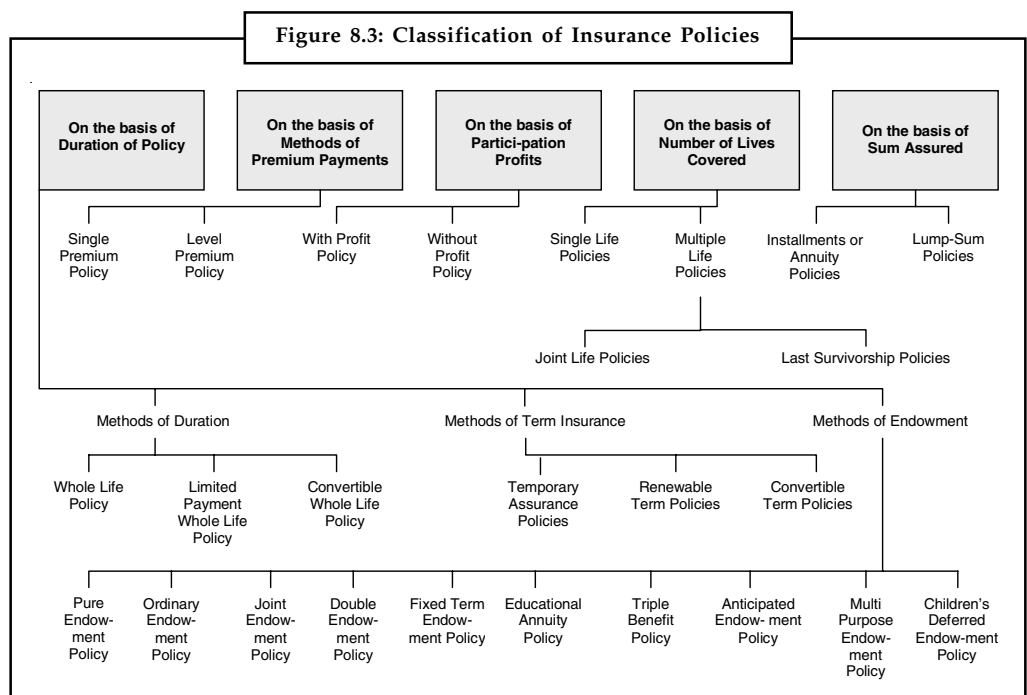 Figure 8.3: Classification of Insurance Policies
On the basis of
Duration of Policy
On the basis of
Methods of
Premium Payments
On the basis of
Partici-pation
Profits
On the basis of
Number of Lives
Covered
On the basis of
Sum Assured
Single
Premium
Policy
Level
Premium
Policy
With Profit
Policy
Without
Profit
Policy
Single Life
Policies
Multiple
Life
Policies
Installments or
Annuity
Policies
Lump-Sum
Policies
Joint Life Policies
Last Survivorship Policies
Methods of Duration
Methods of Term Insurance
Methods of Endowment
Whole Life
Policy
Limited
Payment
Whole Life
Policy
Convertible
Whole Life
Policy
Temporary
Assurance
Policies
Renewable
Term Policies
Convertible
Term Policies
Pure
Endow-
ment
Policy
Ordinary
Endow-
ment
Policy
Joint
Endow-
ment
Policy
Double
Endow-
ment
Policy
Fixed Term
Endow-
ment Policy
Educational
Annuity
Policy
Triple
Benefit
Policy
Anticipated
Endow- ment
Policy
Multi
Purpose
Endow-
ment
Policy
Children's
Deferred
Endow-ment
Policy